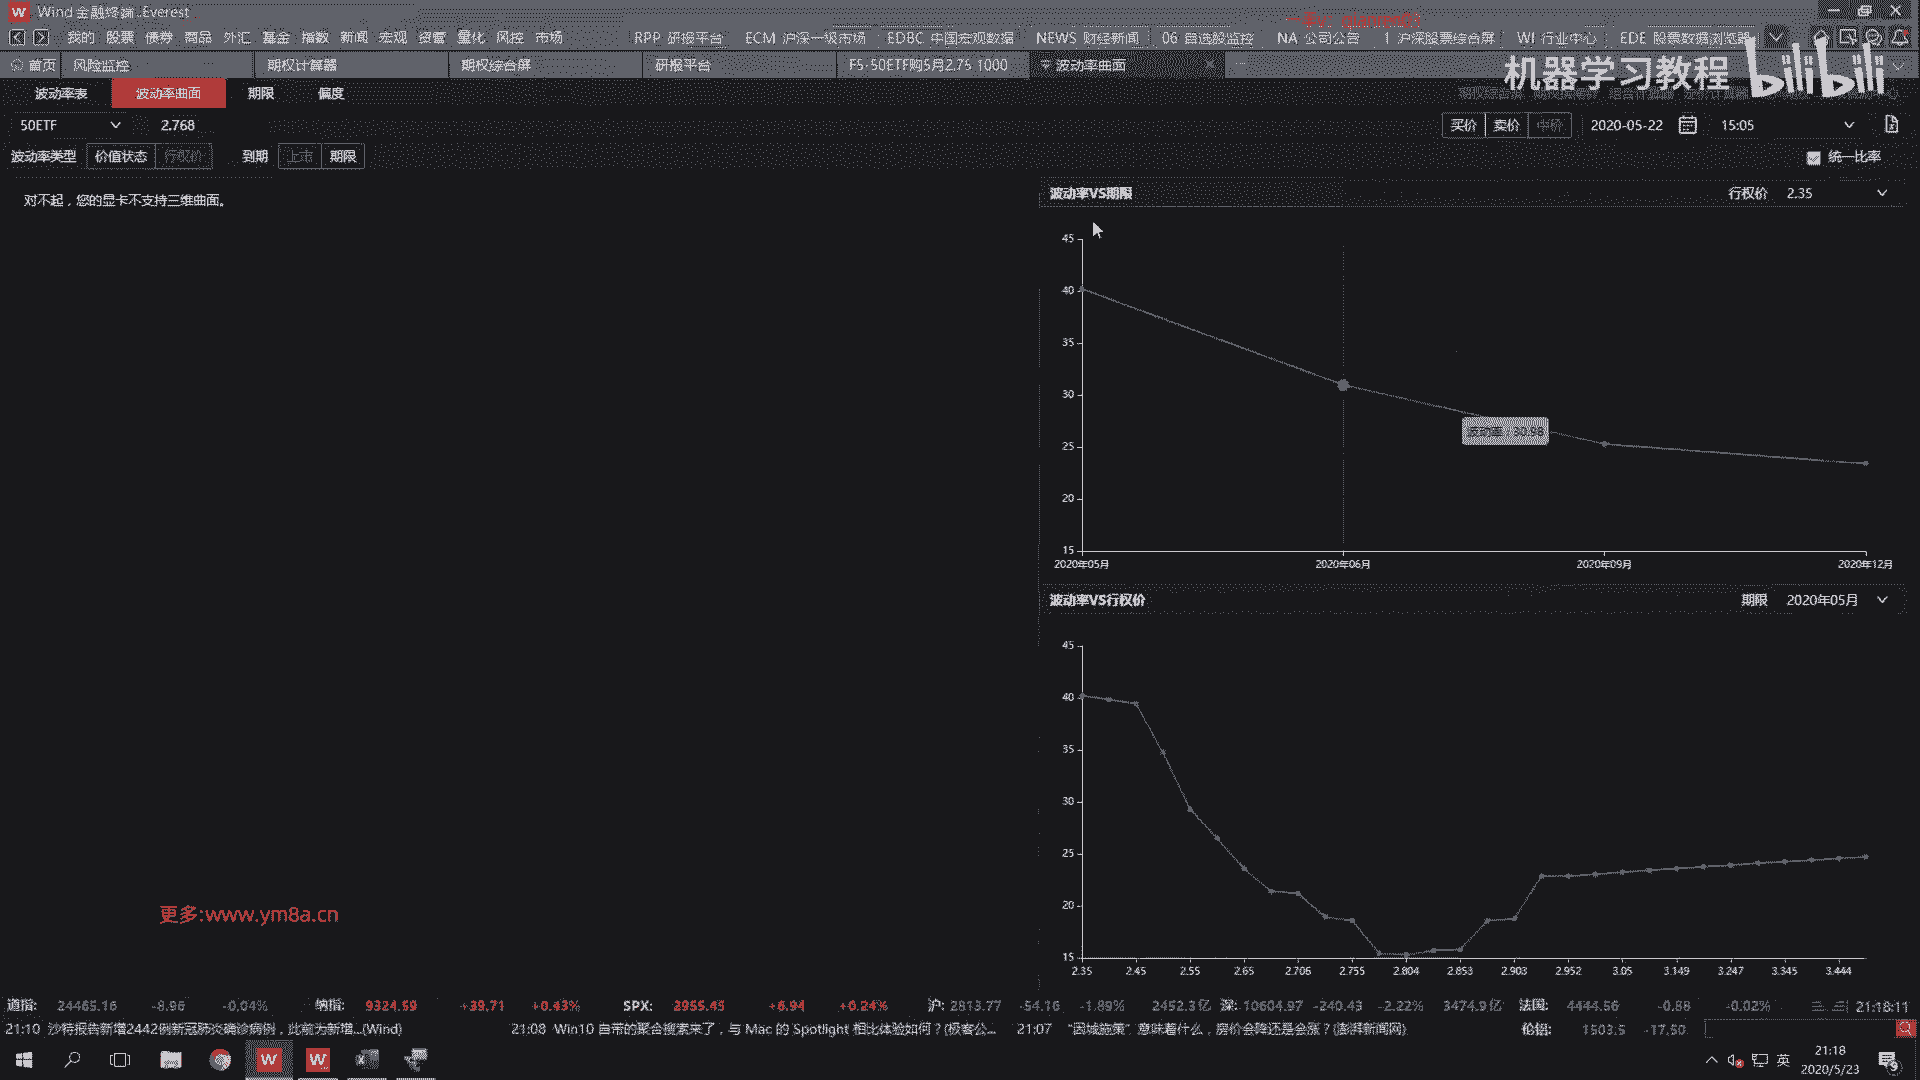 Wind 金融终端 .Everest
我的 股票 债券 商品 外汇 基金 指数 新闻 宏观 资管 量化 风控 市场 RPP 研报平台 ECM 沪深一级市场 EDBC 中国宏观数据 NEWS 财经新闻 06 自选股监控 NA 公司公告 1 沪深股票综合屏 WI 行业中心 EDE 股票数据浏览器
首页 风险监控 期权计算器 期权综合屏 研报平台 F5-50ETF购5月2.75 1000 波动率曲面
机器学习教程 bilibili
波动率表 波动率曲面 期限 偏度
50ETF 2.768 买价 卖价 中价 2020-05-22 15:05
波动率类型 价值状态 行权价 到期 上市 期限 统一比率
对不起，您的显卡不支持三维曲面。
波动率VS期限 行权价 2.35
45
40
35
30
波动率：30.98
25
20
15
2020年05月 2020年06月 2020年09月 2020年12月
波动率VS行权价 期限 2020年05月
45
40
35
30
25
20
15
2.35 2.45 2.55 2.65 2.706 2.755 2.804 2.853 2.903 2.952 3.05 3.149 3.247 3.345 3.444
更多:www.ym8a.cn
道指: 24465.16 -8.96 -0.04% 纳指: 9324.59 +39.71 +0.43% SPX: 2955.45 +6.94 +0.24% 沪: 2813.77 -54.16 -1.89% 2452.3亿 深: 10604.97 -240.43 -2.22% 3474.9亿 法国: 4444.56 -0.88 -0.02% 21:18:11
21:10 沙特报告新增2442例新冠肺炎确诊病例，此前为新增...(Wind) 21:08 Win10 自带的聚合搜索来了，与 Mac 的 Spotlight 相比体验如何？(极客公... 21:07 “因城施策”意味着什么，房价会降还是会涨？(澎湃新闻网) 伦铝: 1503.5 -17.50
英 21:18
2020/5/23